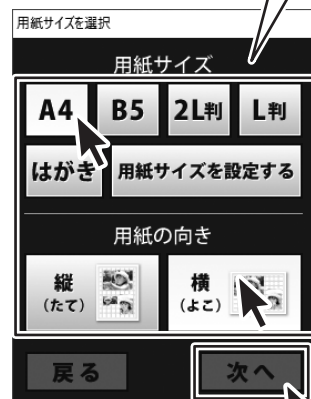 用紙サイズを選択
用紙サイズ
A4 B5 2L判 L判
はがき 用紙サイズを設定する
用紙の向き
縦 横
(たて) (よこ)
戻る 次へ